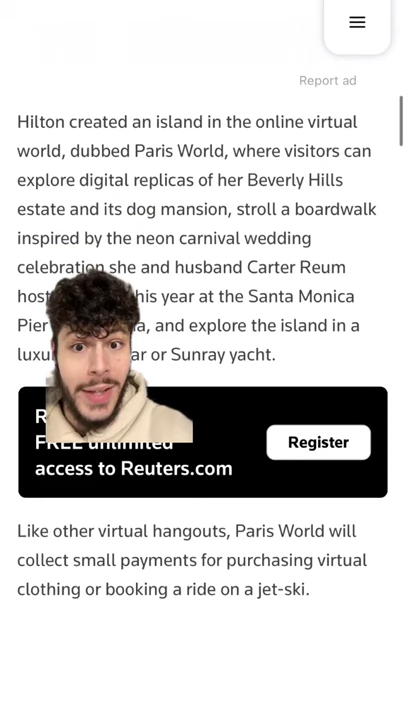 Report ad
Hilton created an island in the online virtual
world, dubbed Paris World, where visitors can
explore digital replicas of her Beverly Hills
estate and its dog mansion, stroll a boardwalk
inspired by the neon carnival wedding
celebration she and husband Carter Reum
his year at the Santa Monica
Pier and explore the island in a
or Sunray yacht.
FREE unlimited
access to Reuters.com
Register
Like other virtual hangouts, Paris World will
collect small payments for purchasing virtual
clothing or booking a ride on a jet-ski.